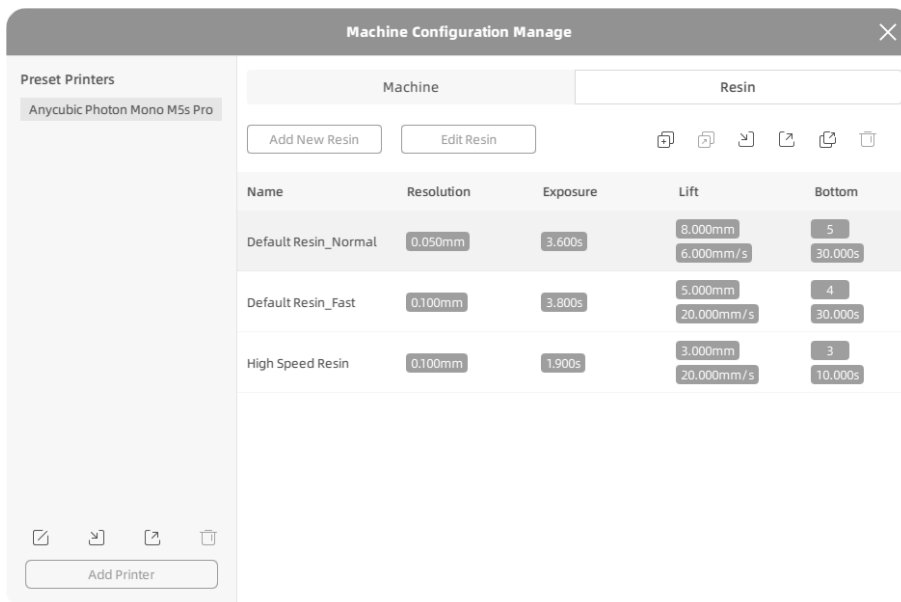 Machine Configuration Manage
Preset Printers
Anycubic Photon Mono M5s Pro
Add Printer
Machine
Resin
Add New Resin
Edit Resin
Name Resolution Exposure Lift Bottom
Default Resin_Normal 0.050mm 3.600s 8.000mm 5
6.000mm/s 30.000s
Default Resin_Fast 0.100mm 3.800s 5.000mm 4
20.000mm/s 30.000s
High Speed Resin 0.100mm 1.900s 3.000mm 3
20.000mm/s 10.000s